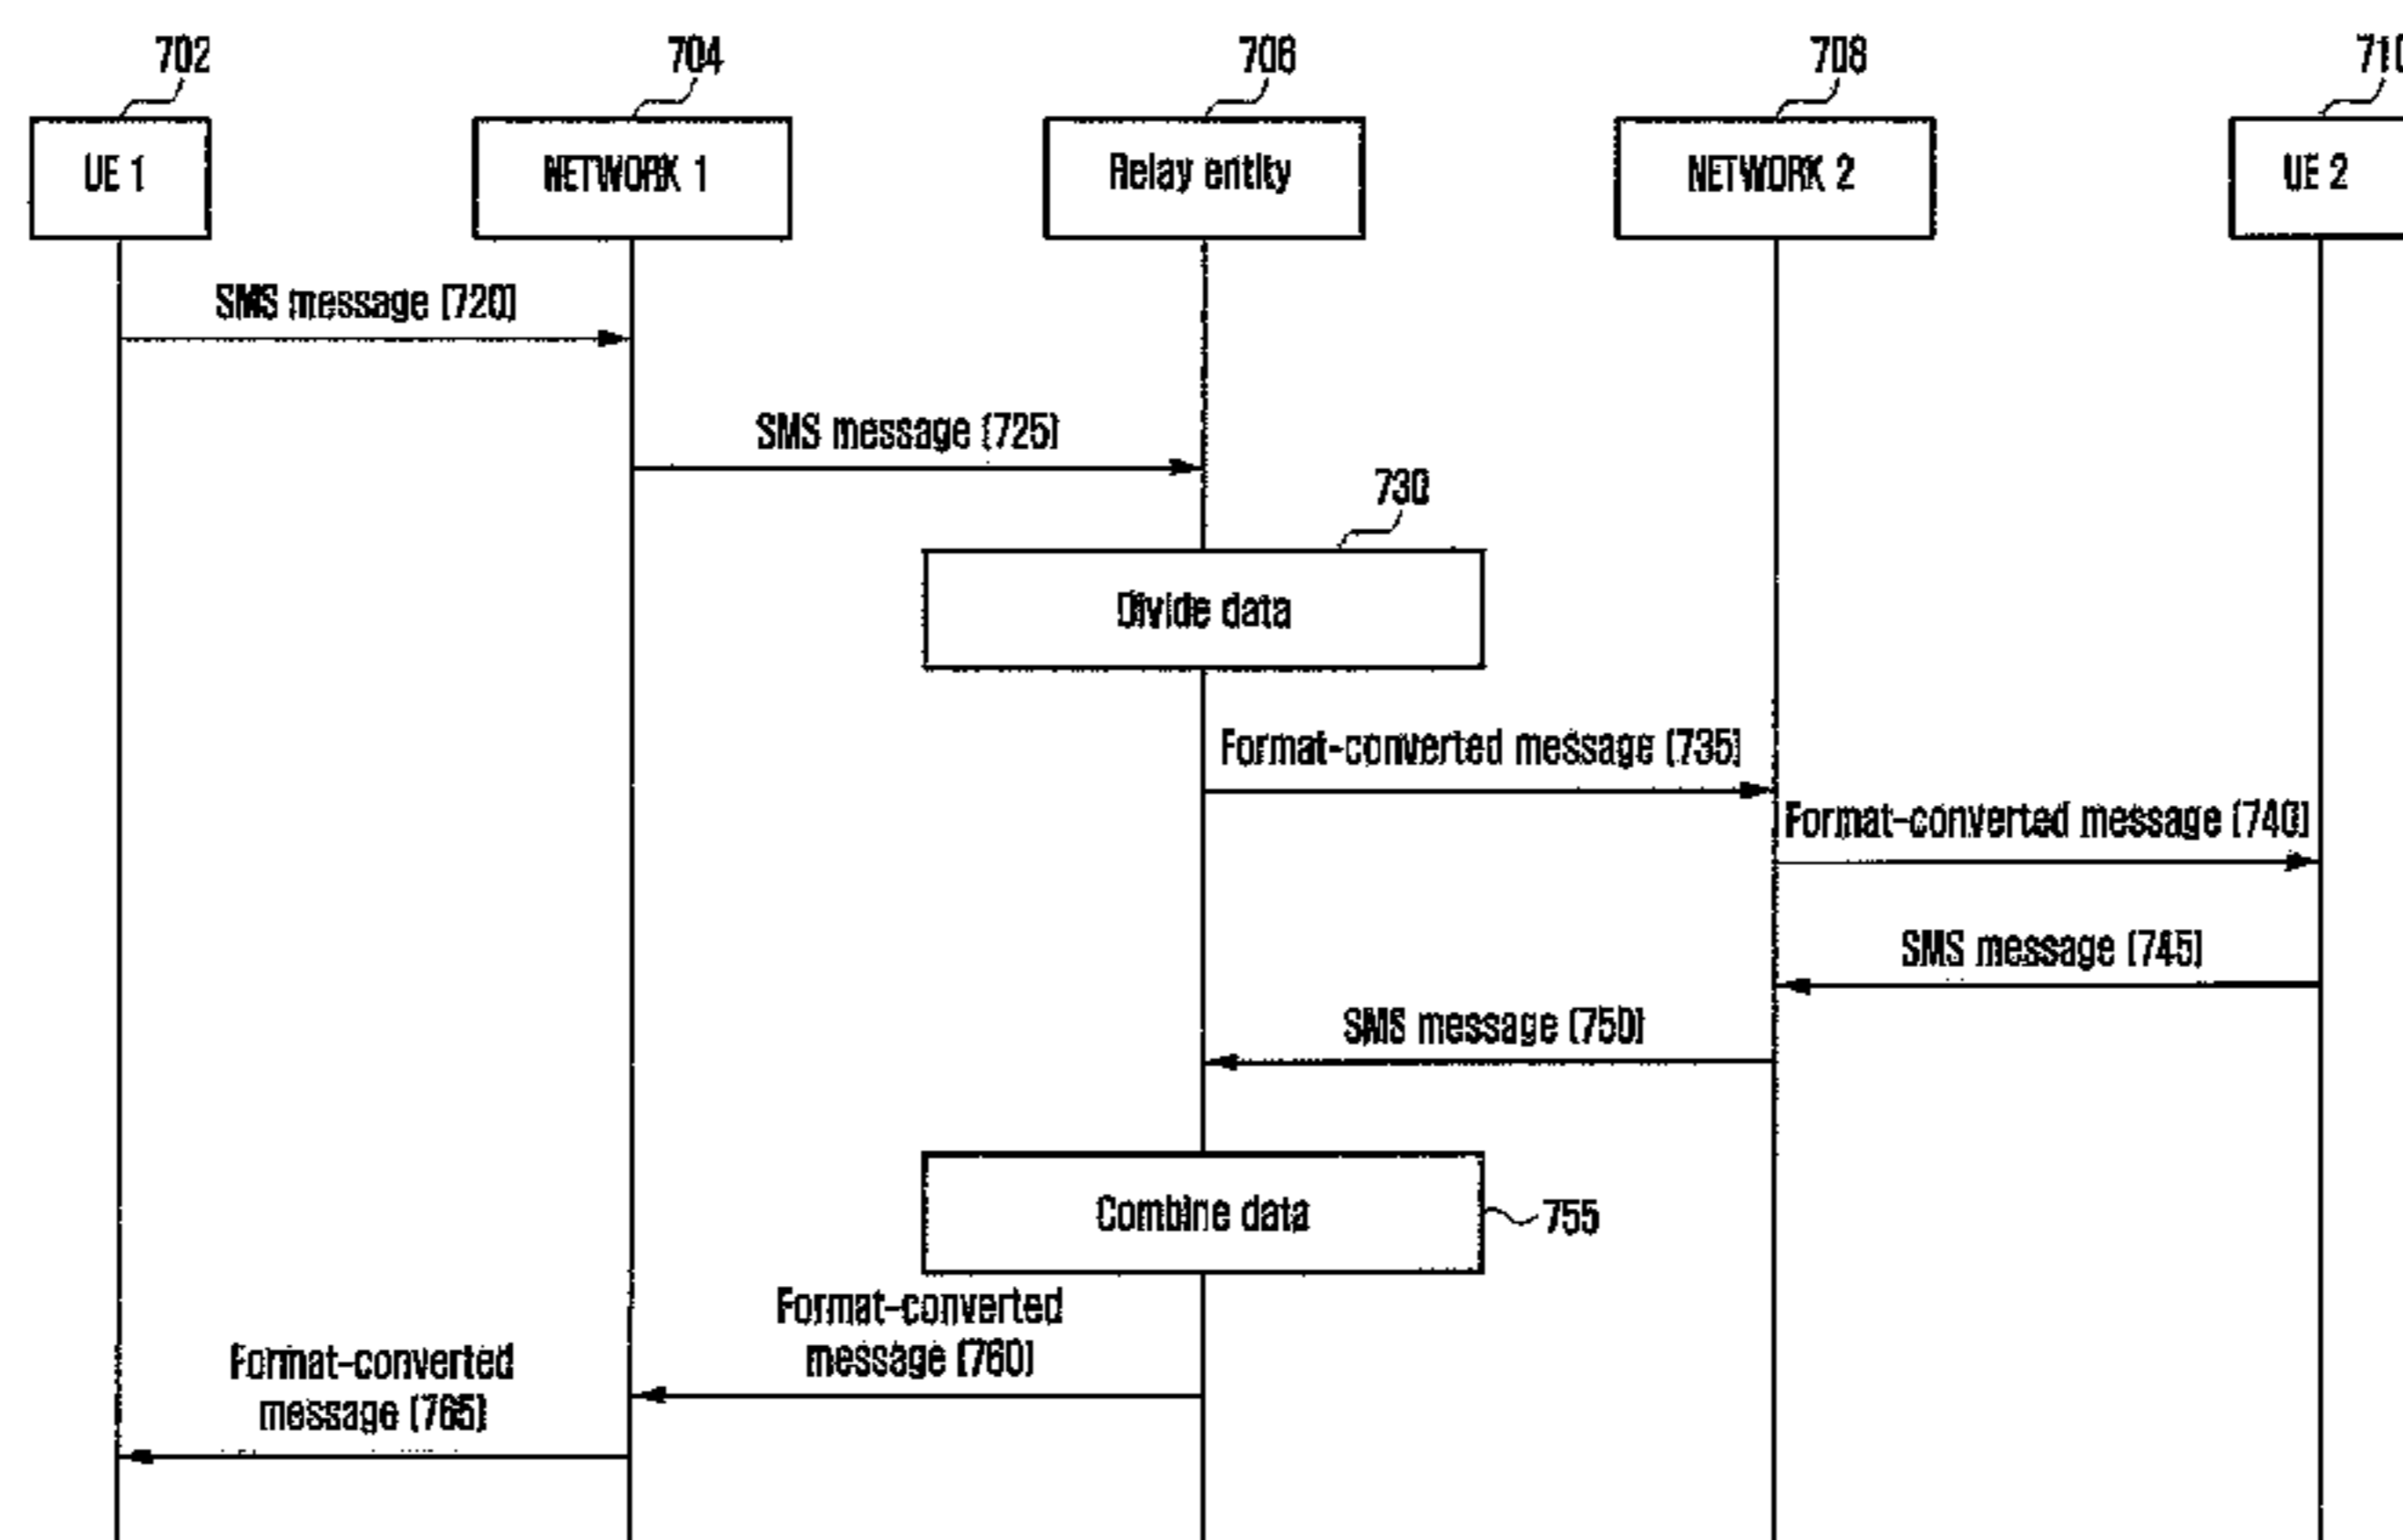 702
704
706
708
710
UE 1
NETWORK 1
Relay entity
NETWORK 2
UE 2
SMS message (720)
SMS message (725)
730
Divide data
Format-converted message (735)
Format-converted message (740)
SMS message (745)
SMS message (750)
Combine data
755
Format-converted
message (760)
Format-converted
message (765)